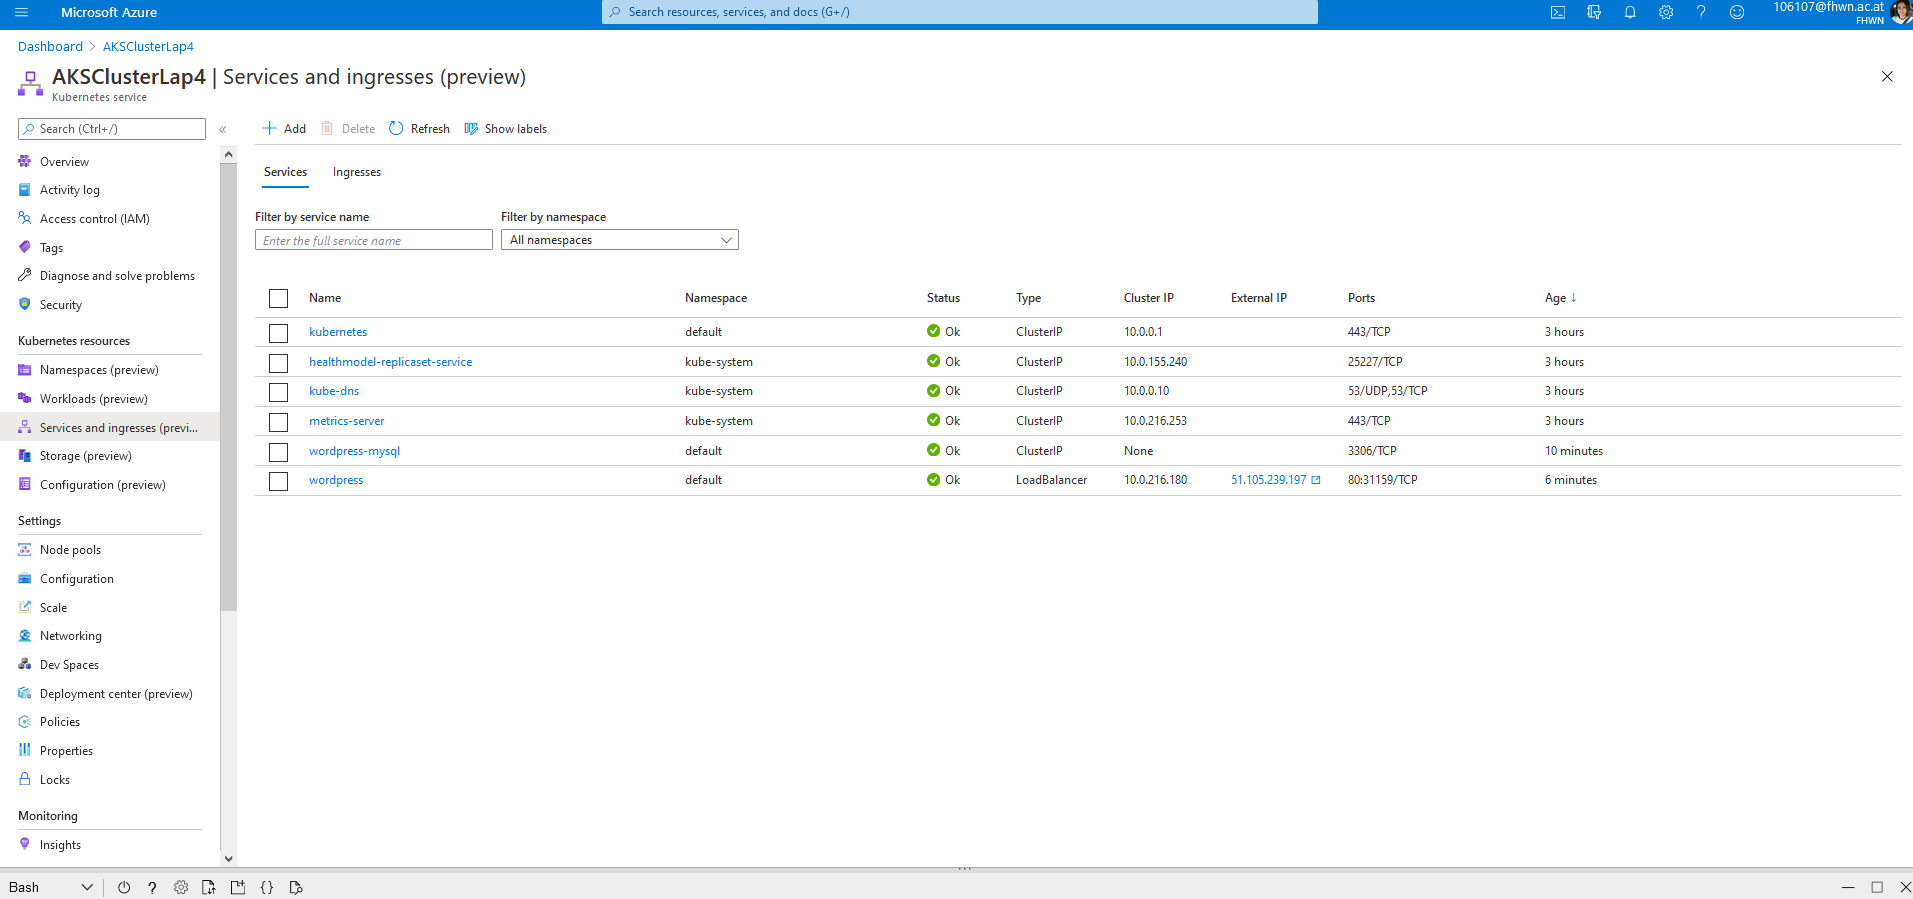 Microsoft Azure
Search resources, services, and docs (G+/)
106107@fhwn.ac.at
FHWN
Dashboard > AKSClusterLap4
AKSClusterLap4 | Services and ingresses (preview)
Kubernetes service
Search (Ctrl+/)
«
Overview
Activity log
Access control (IAM)
Tags
Diagnose and solve problems
Security
Kubernetes resources
Namespaces (preview)
Workloads (preview)
Services and ingresses (previ...
Storage (preview)
Configuration (preview)
Settings
Node pools
Configuration
Scale
Networking
Dev Spaces
Deployment center (preview)
Policies
Properties
Locks
Monitoring
Insights
Add Delete Refresh Show labels
Services Ingresses
Filter by service name Filter by namespace
Enter the full service name All namespaces
Name Namespace Status Type Cluster IP External IP Ports Age ↓
kubernetes default Ok ClusterIP 10.0.0.1 443/TCP 3 hours
healthmodel-replicaset-service kube-system Ok ClusterIP 10.0.155.240 25227/TCP 3 hours
kube-dns kube-system Ok ClusterIP 10.0.0.10 53/UDP,53/TCP 3 hours
metrics-server kube-system Ok ClusterIP 10.0.216.253 443/TCP 3 hours
wordpress-mysql default Ok ClusterIP None 3306/TCP 10 minutes
wordpress default Ok LoadBalancer 10.0.216.180 51.105.239.197 80:31159/TCP 6 minutes
Bash ? {}